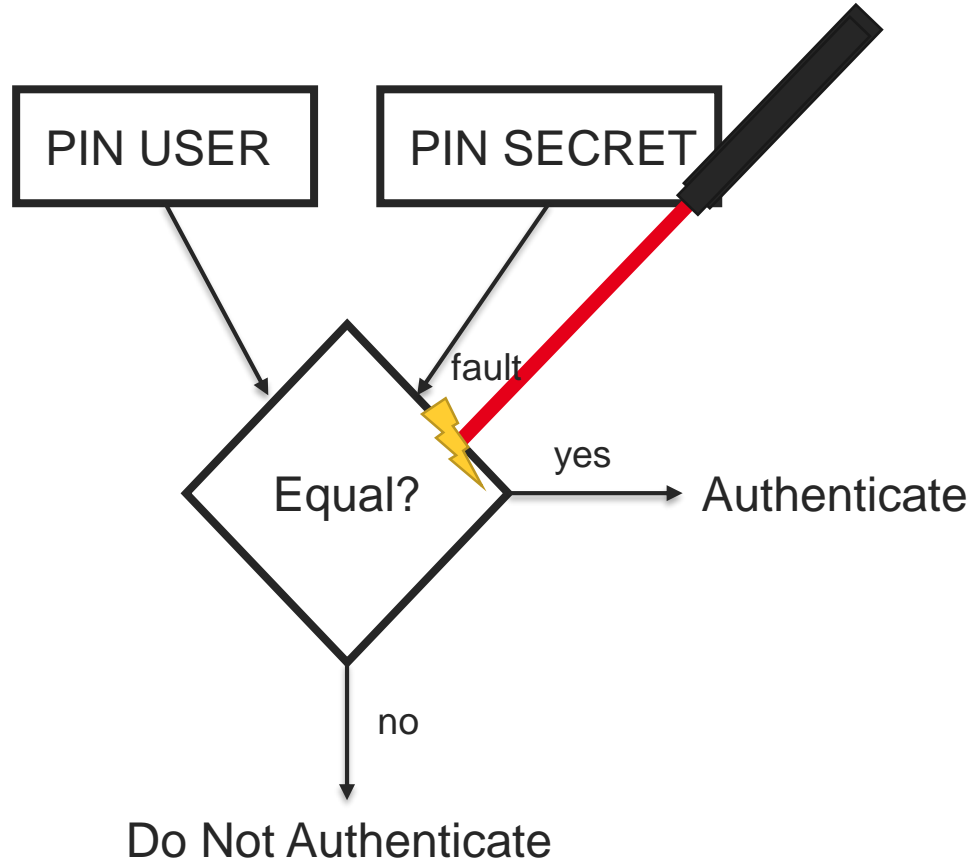 PIN USER
PIN SECRET
fault
yes
Equal?
Authenticate
no
Do Not Authenticate